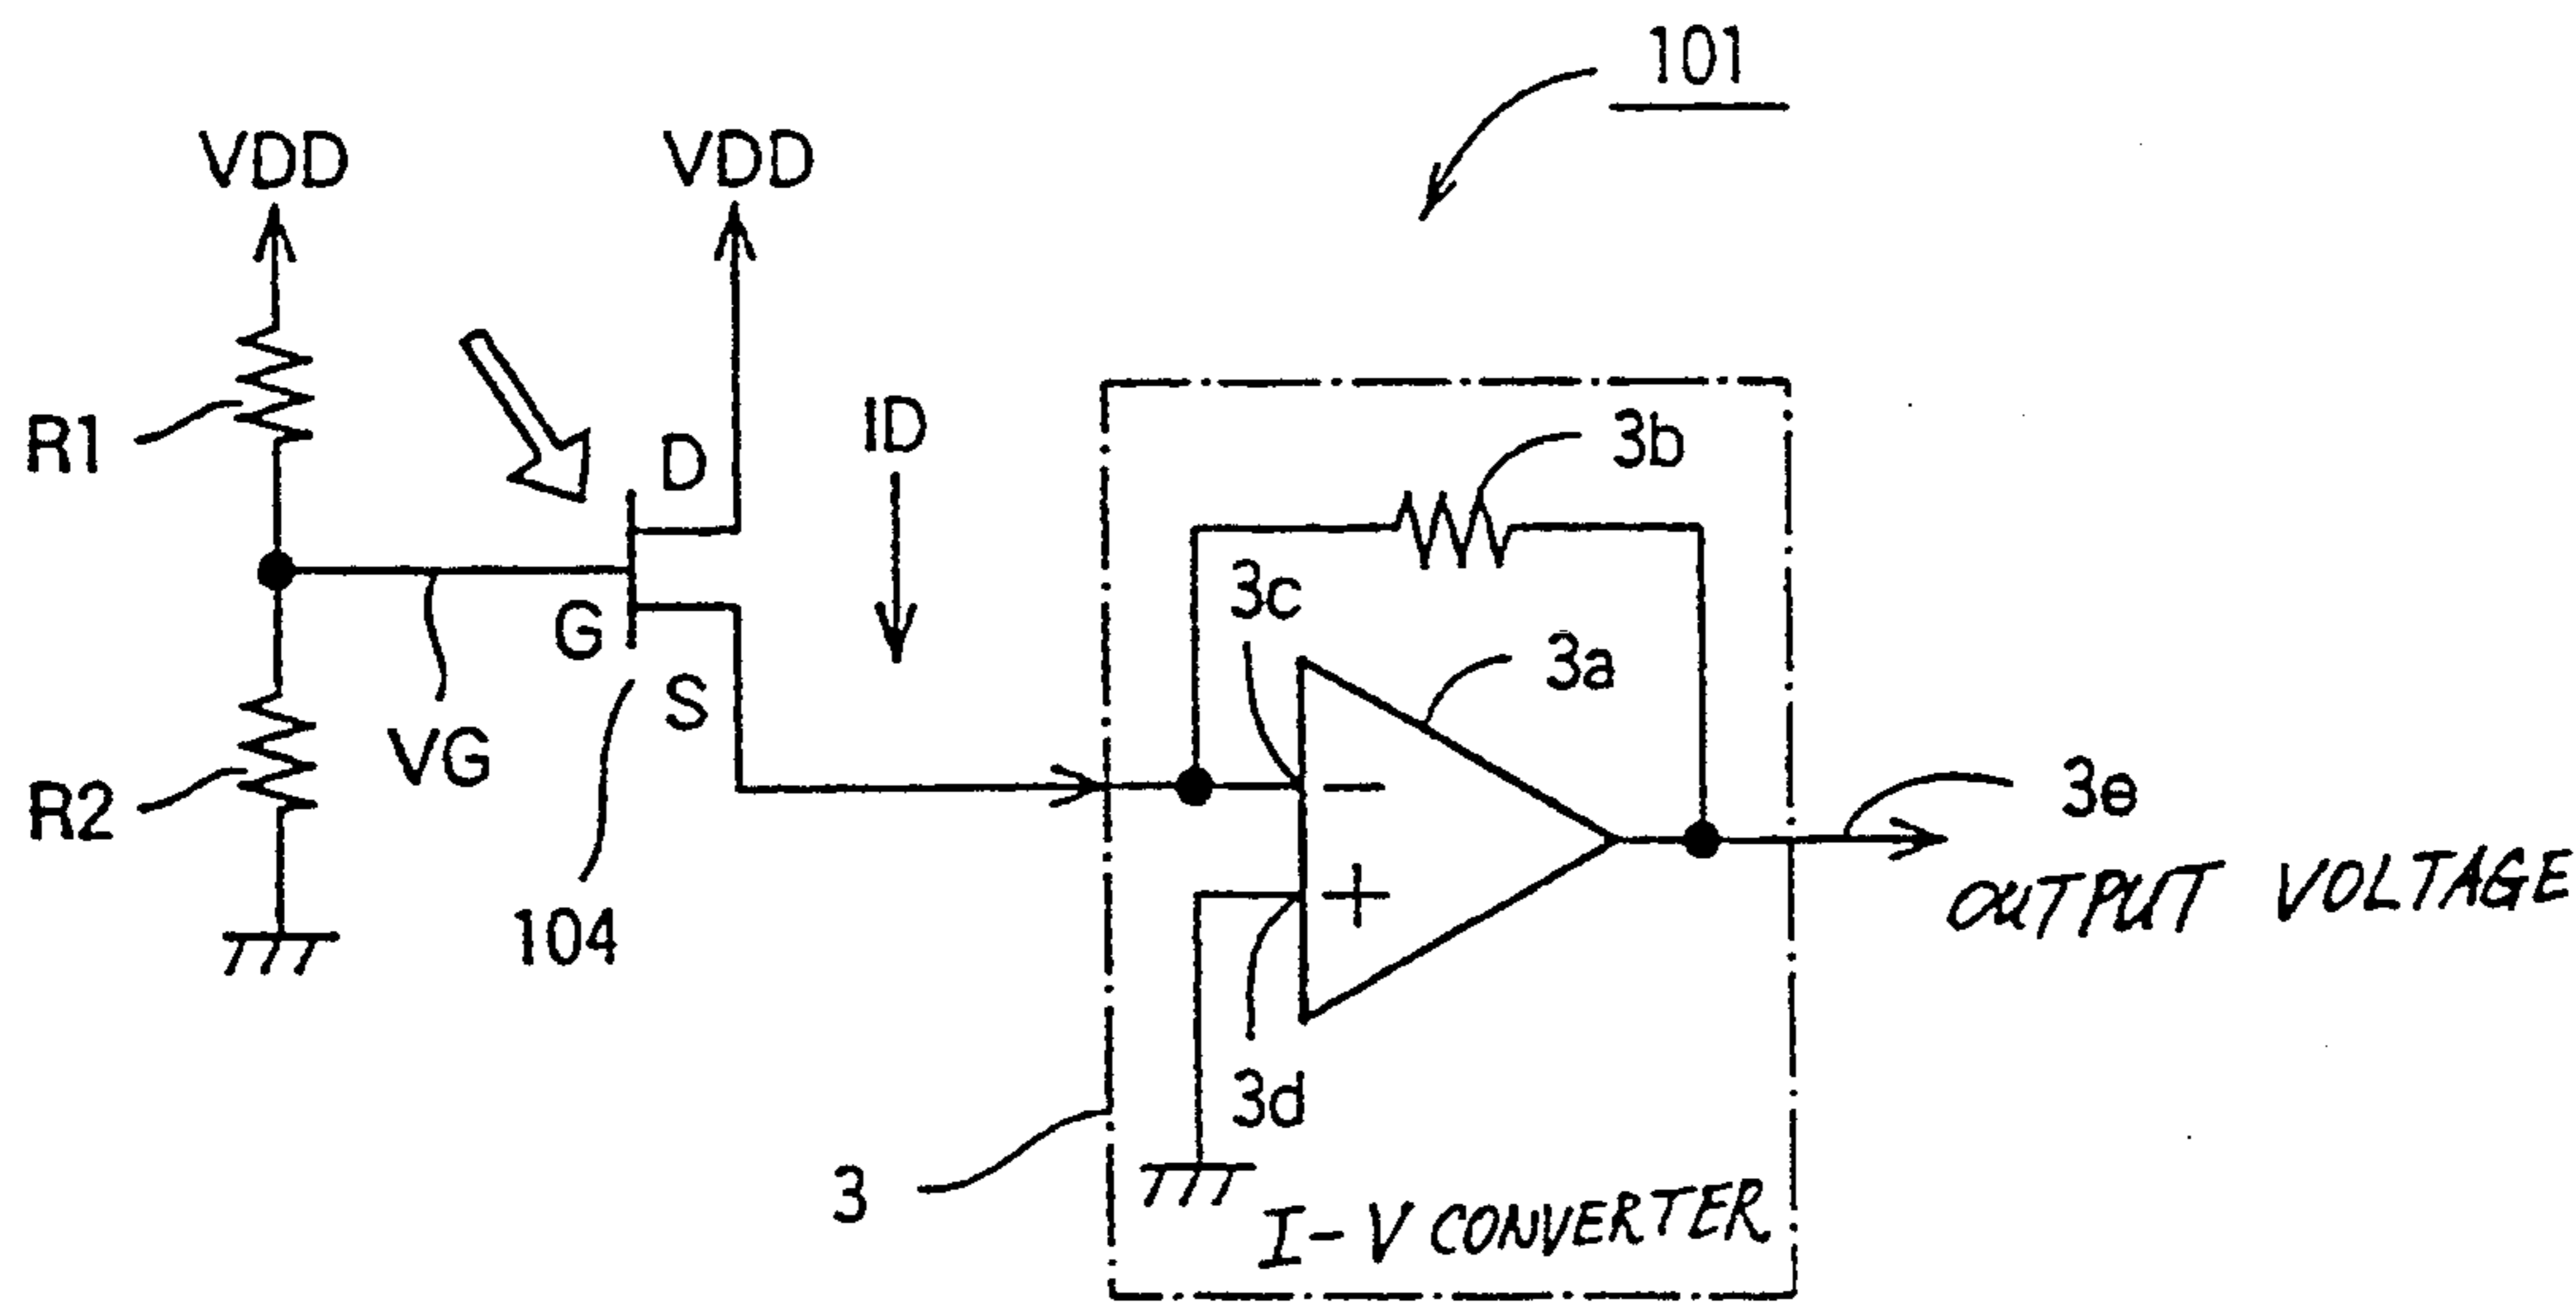 101
VDD
VDD
R1
D
ID
3b
3c
G
3a
S
VG
R2
3e
OUTPUT VOLTAGE
104
−
+
3d
3
I-V CONVERTER